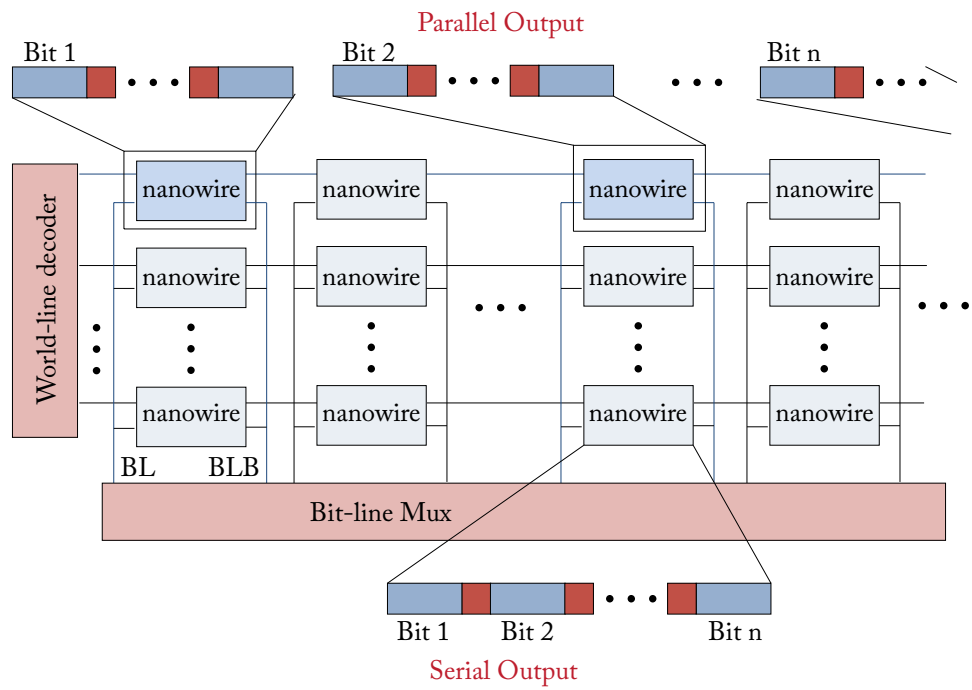 Parallel Output
Bit 1
Bit 2
Bit n
World-line decoder
nanowire
nanowire
nanowire
nanowire
nanowire
nanowire
nanowire
nanowire
nanowire
nanowire
nanowire
nanowire
BL
BLB
Bit-line Mux
Bit 1
Bit 2
Bit n
Serial Output